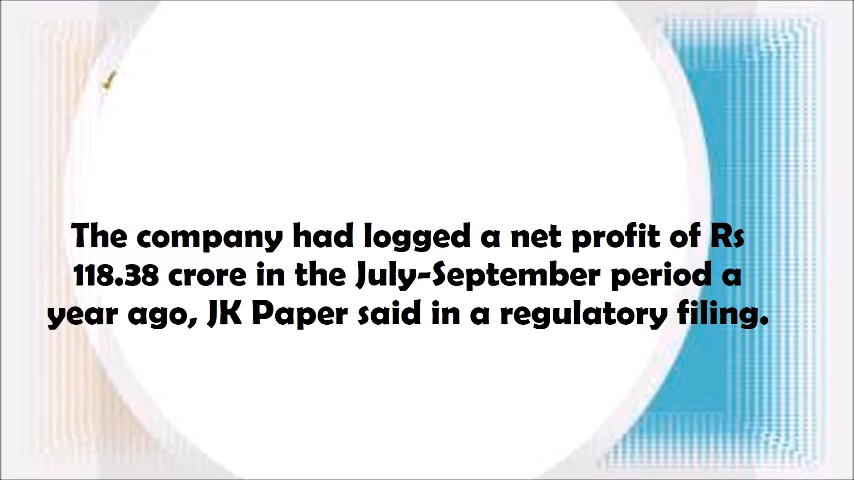 The company had logged a net profit of Rs
118.38 crore in the July-September period a
year ago, JK Paper said in a regulatory filing.